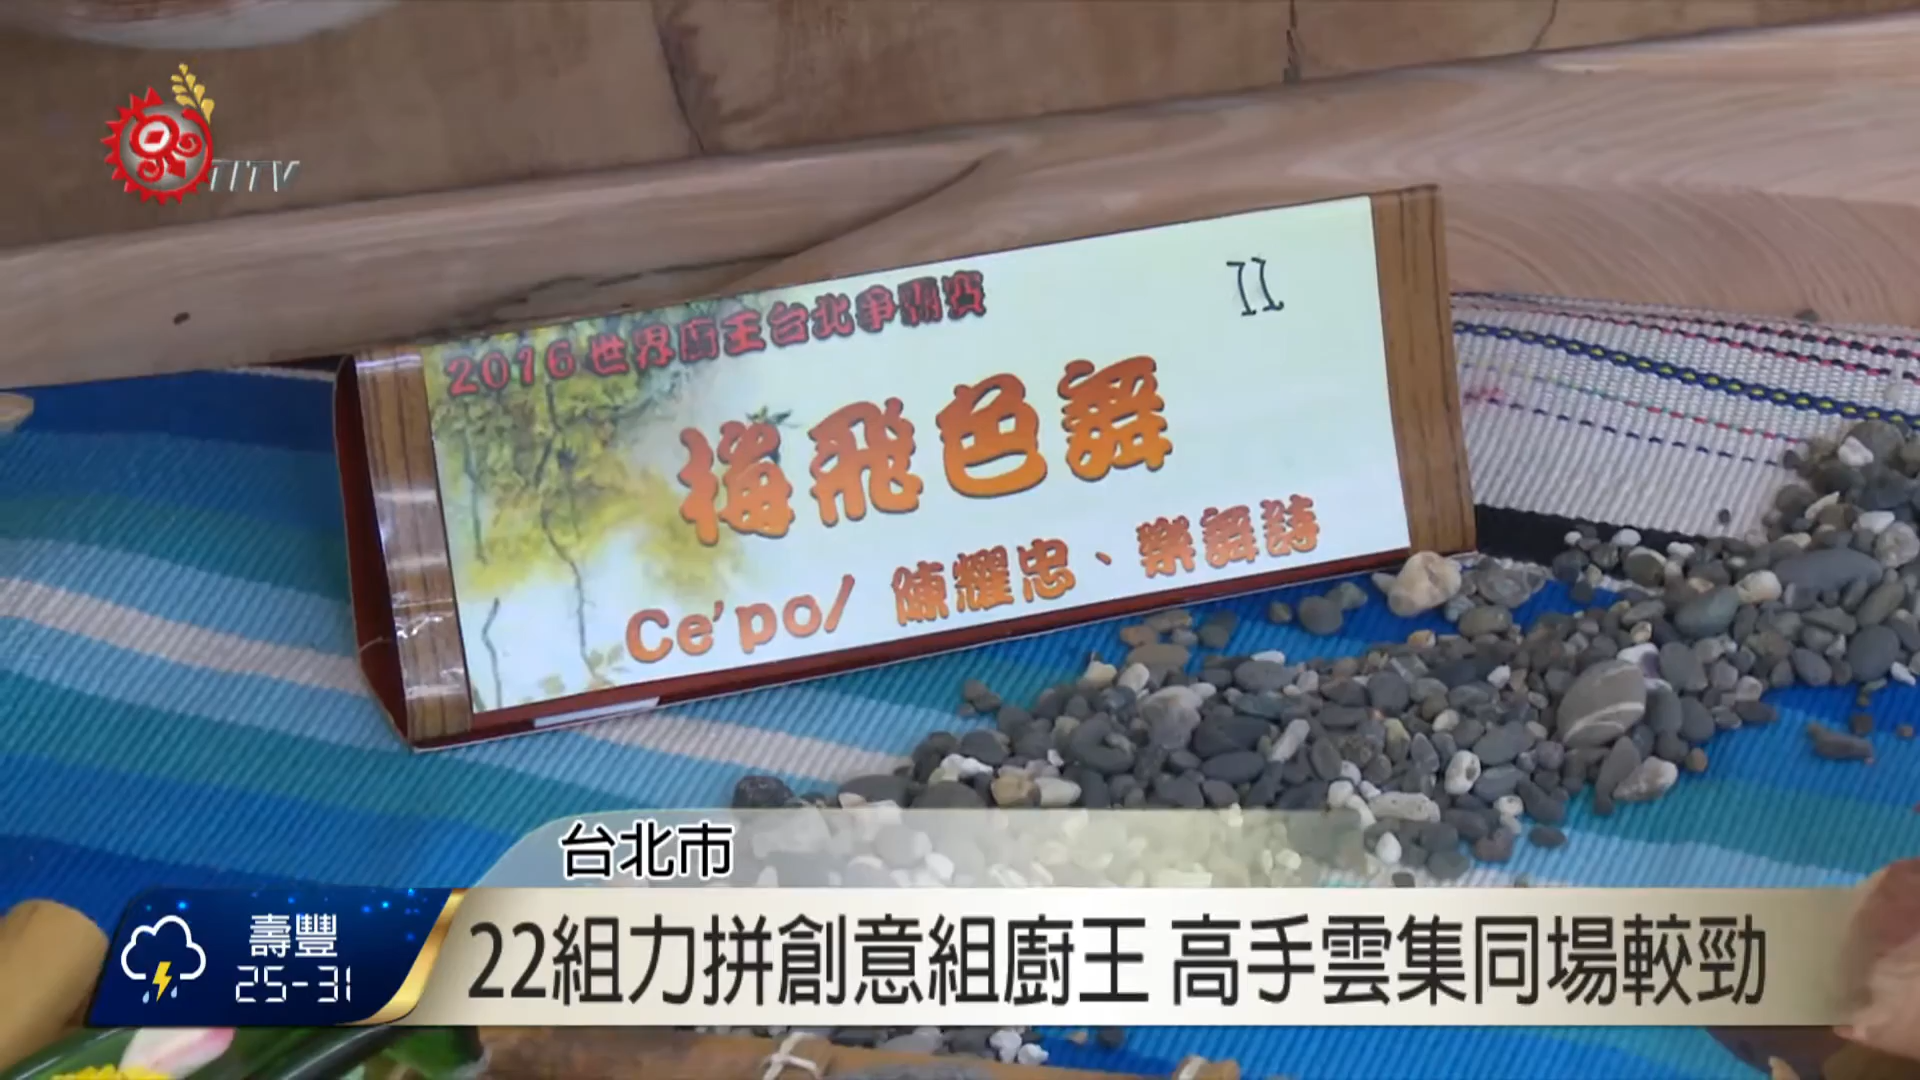 TITV
11
2016世界廚王台北爭霸賽
梅飛色舞
Ce'po/ 陳耀忠、樂舞詩
台北市
壽豐
25-31
22組力拼創意組廚王 高手雲集同場較勁